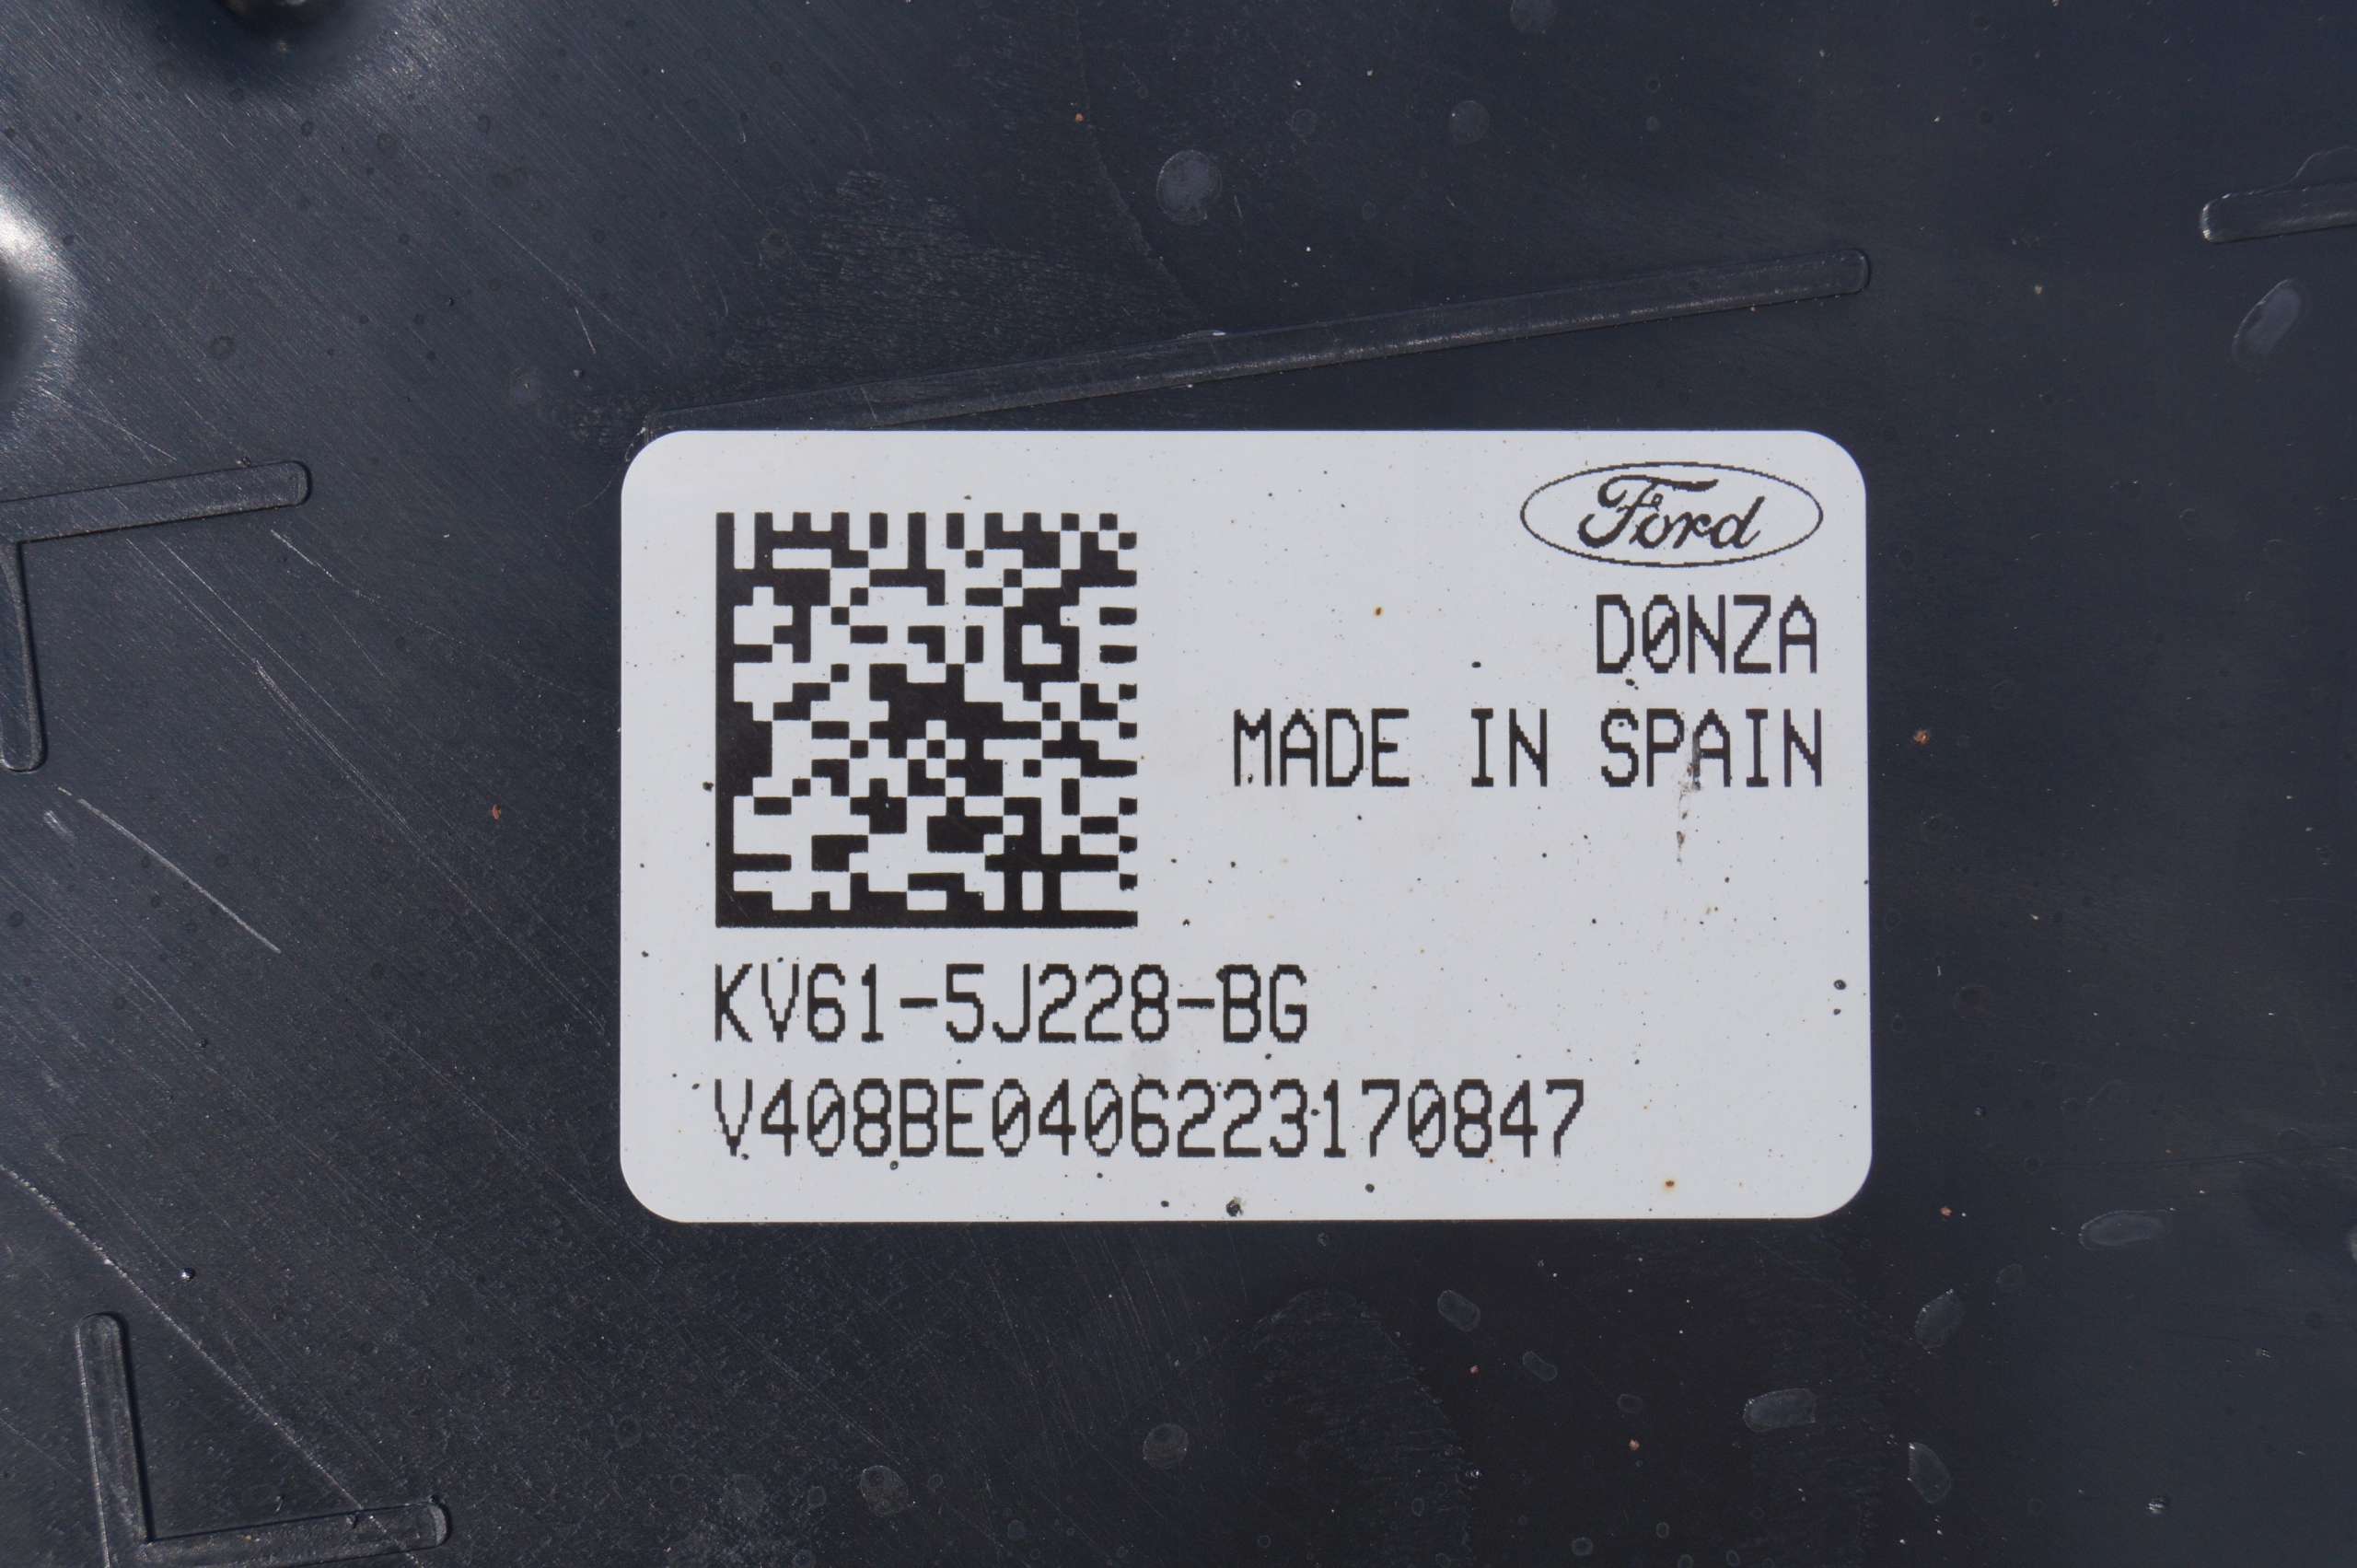 Ford
D0NZA
MADE IN SPAIN
KV61-5J228-BG
V408BE0406223170847